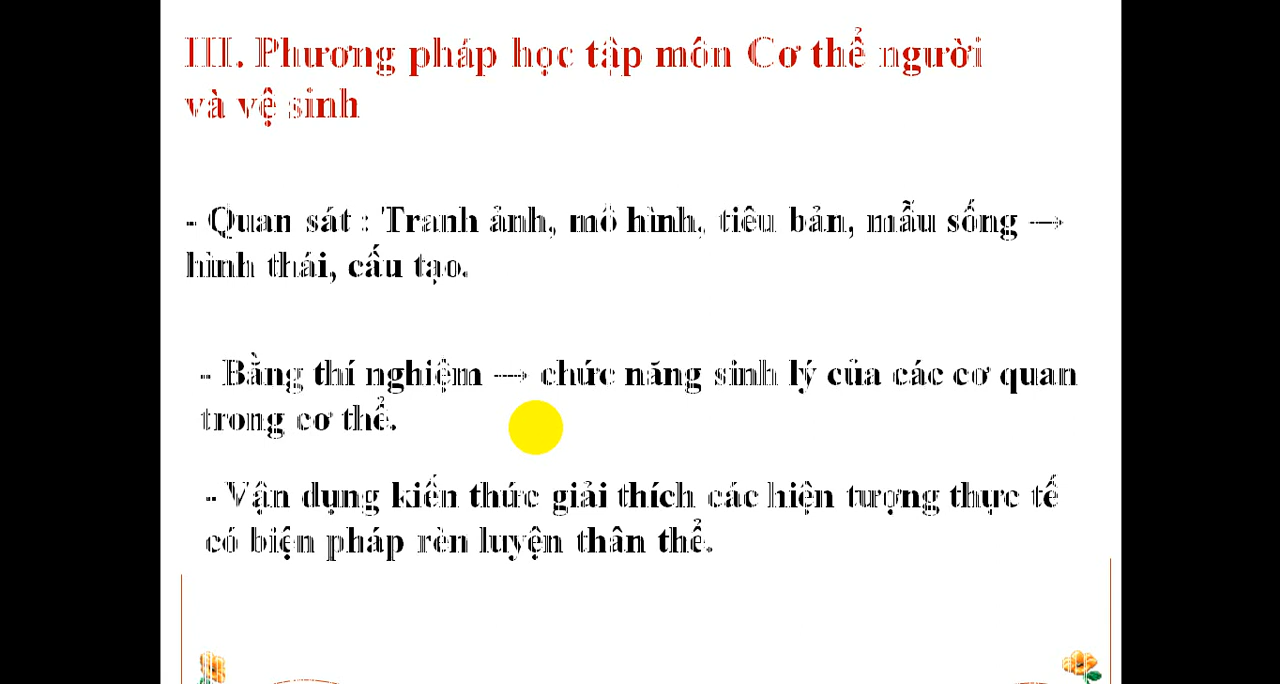 III. Phương pháp học tập môn Cơ thể người
và vệ sinh
- Quan sát : Tranh ảnh, mô hình, tiêu bản, mẫu sống →
hình thái, cấu tạo.
- Bằng thí nghiệm → chức năng sinh lý của các cơ quan
trong cơ thể.
- Vận dụng kiến thức giải thích các hiện tượng thực tế
có biện pháp rèn luyện thân thể.